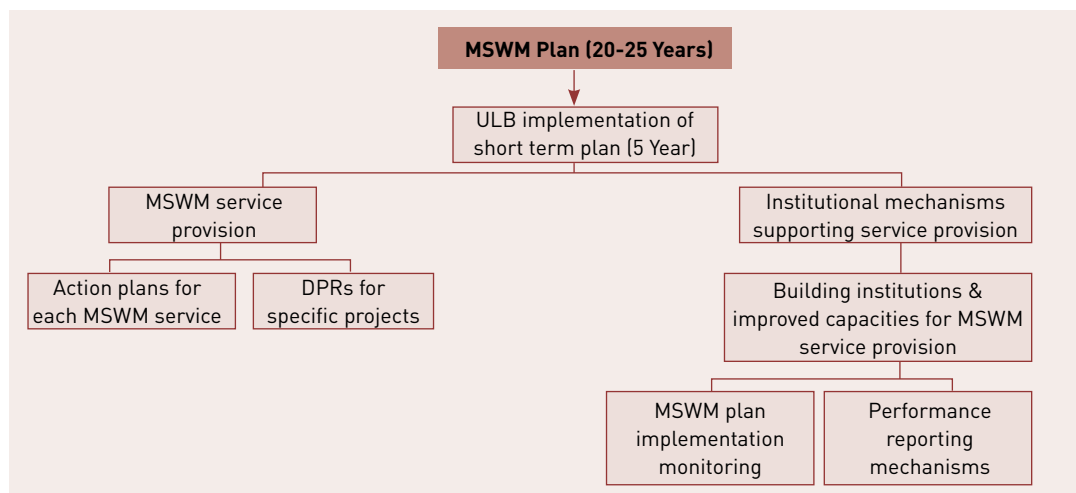 MSWM Plan (20-25 Years)
ULB implementation of
short term plan (5 Year)
MSWM service
provision
Institutional mechanisms
supporting service provision
Action plans for
each MSWM service
DPRs for
specific projects
Building institutions &
improved capacities for MSWM
service provision
MSWM plan
implementation
monitoring
Performance
reporting
mechanisms